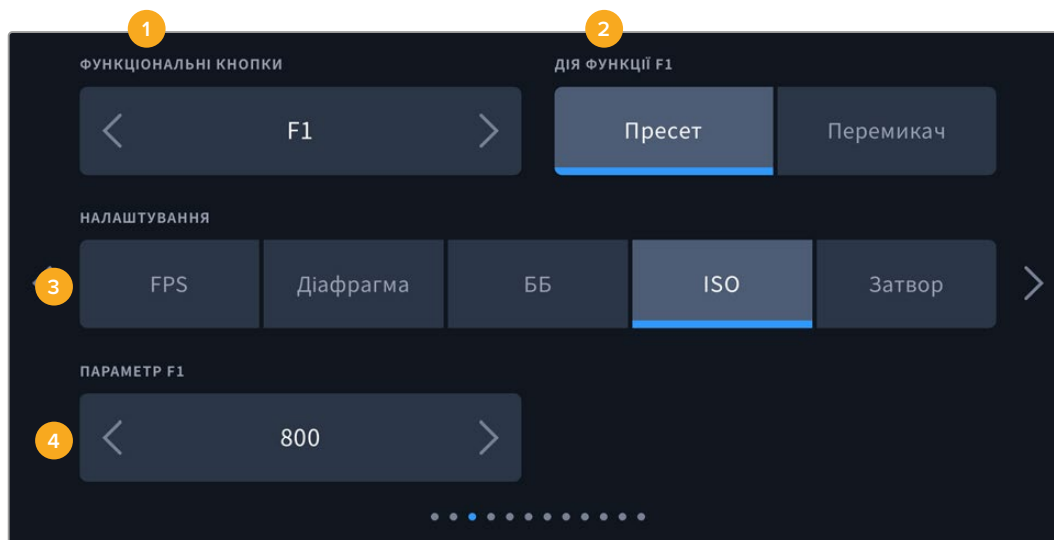 1 2
ФУНКЦІОНАЛЬНІ КНОПКИ ДІЯ ФУНКЦІЇ F1
F1 Пресет Перемикач
НАЛАШТУВАННЯ
3 FPS Діафрагма ББ ISO Затвор
ПАРАМЕТР F1
4 800